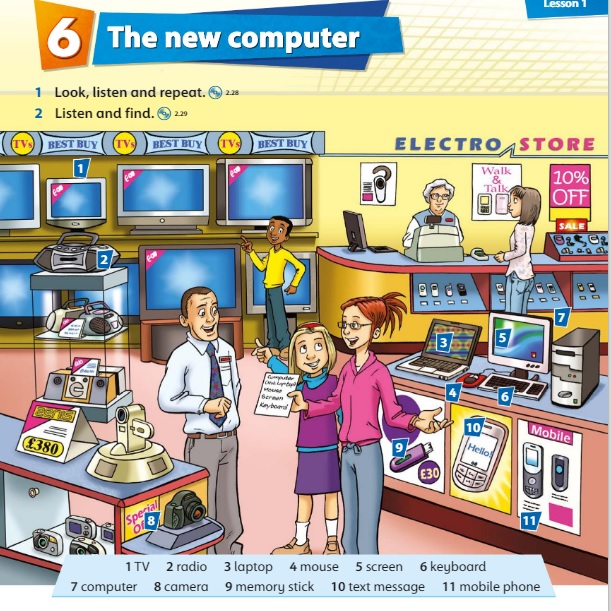 Lesson 1
6 The new computer
1 Look, listen and repeat. 2.28
2 Listen and find. 2.29
TVs BEST BUY TVs BEST BUY TVs BEST BUY
ELECTRO STORE
1
Walk
&
Talk
10%
OFF
SALE
2
7
5
3
4
6
Computer
Laptop
Mouse
Screen
Keyboard
£380
10
Hello!
Mobile
9
£30
Special
8
11
1 TV 2 radio 3 laptop 4 mouse 5 screen 6 keyboard
7 computer 8 camera 9 memory stick 10 text message 11 mobile phone